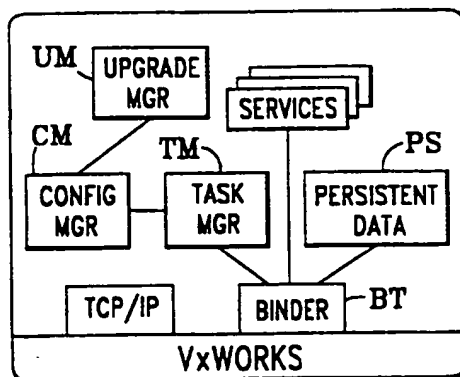 UM
UPGRADE
MGR
SERVICES
CM
TM
PS
CONFIG
MGR
TASK
MGR
PERSISTENT
DATA
TCP/IP
BINDER
BT
VxWORKS